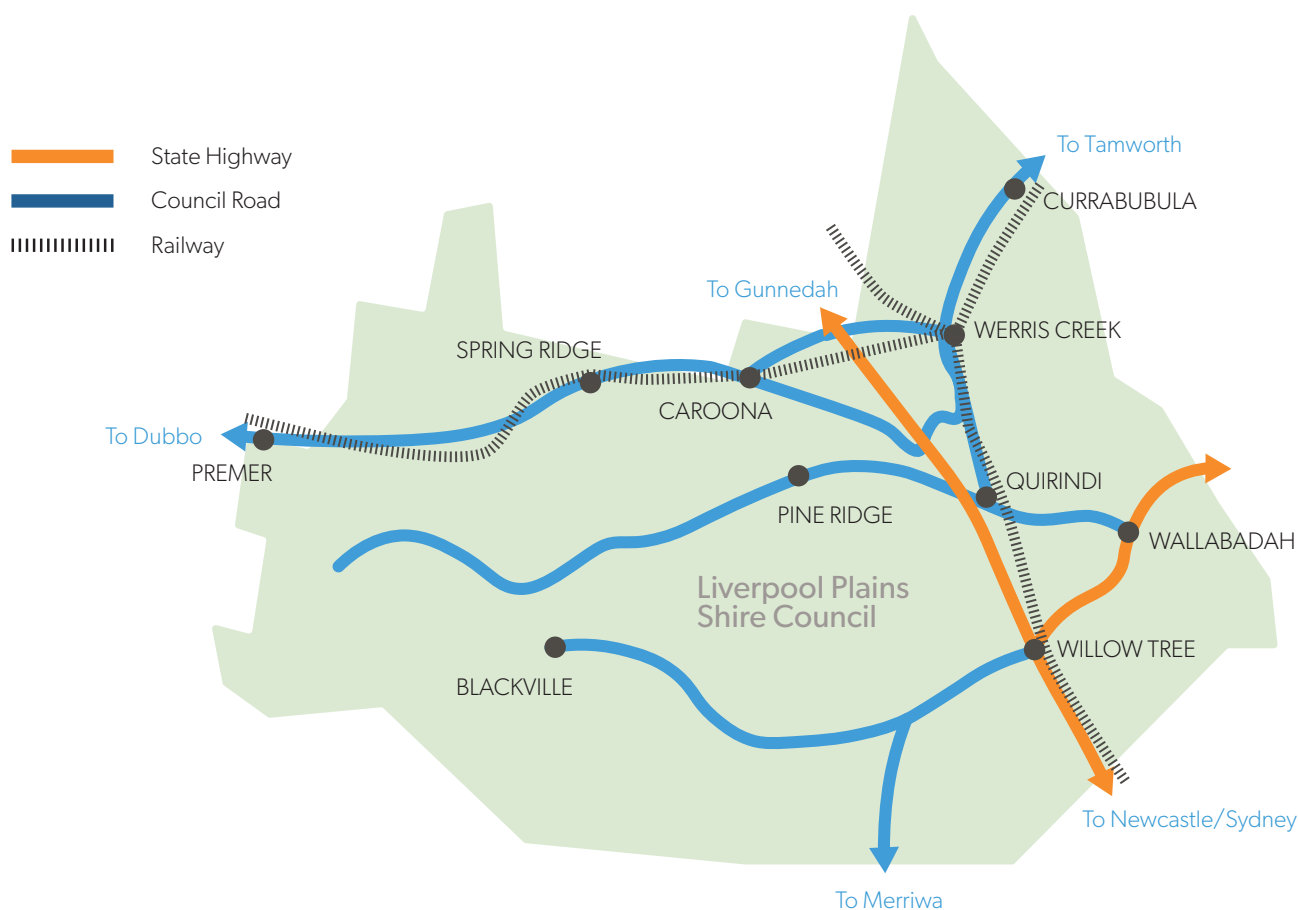 State Highway
Council Road
Railway
To Tamworth
CURRABUBULA
To Gunnedah
WERRIS CREEK
SPRING RIDGE
CAROONA
To Dubbo
PREMER
QUIRINDI
PINE RIDGE
WALLABADAH
Liverpool Plains
Shire Council
WILLOW TREE
BLACKVILLE
To Newcastle/Sydney
To Merriwa